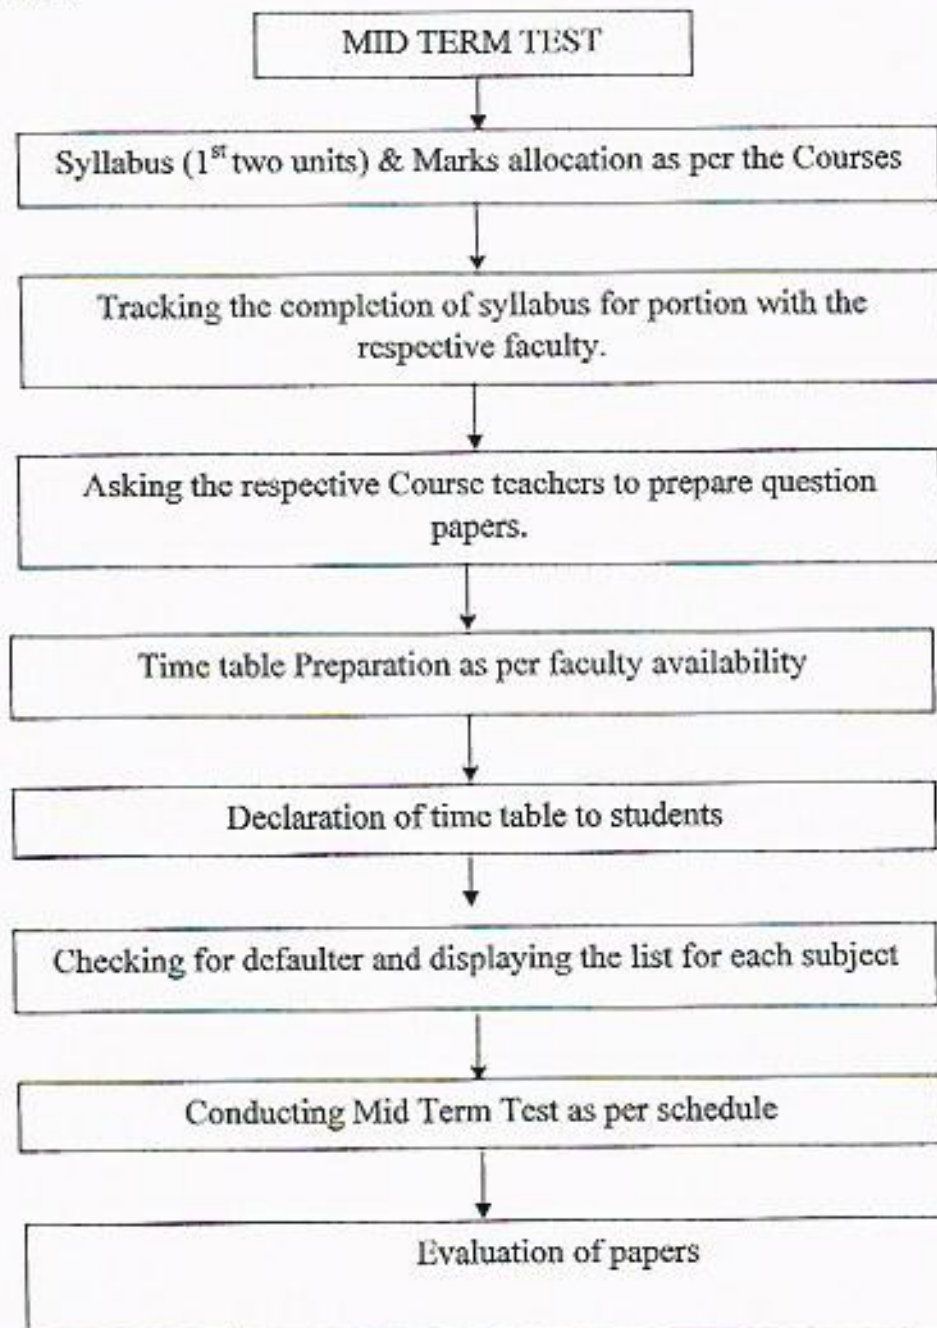 MID TERM TEST
Syllabus (1st two units) & Marks allocation as per the Courses
Tracking the completion of syllabus for portion with the
respective faculty.
Asking the respective Course teachers to prepare question
papers.
Time table Preparation as per faculty availability
Declaration of time table to students
Checking for defaulter and displaying the list for each subject
Conducting Mid Term Test as per schedule
Evaluation of papers